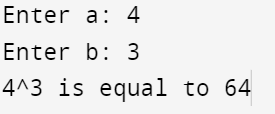 Enter a: 4
Enter b: 3
4^3 is equal to 64